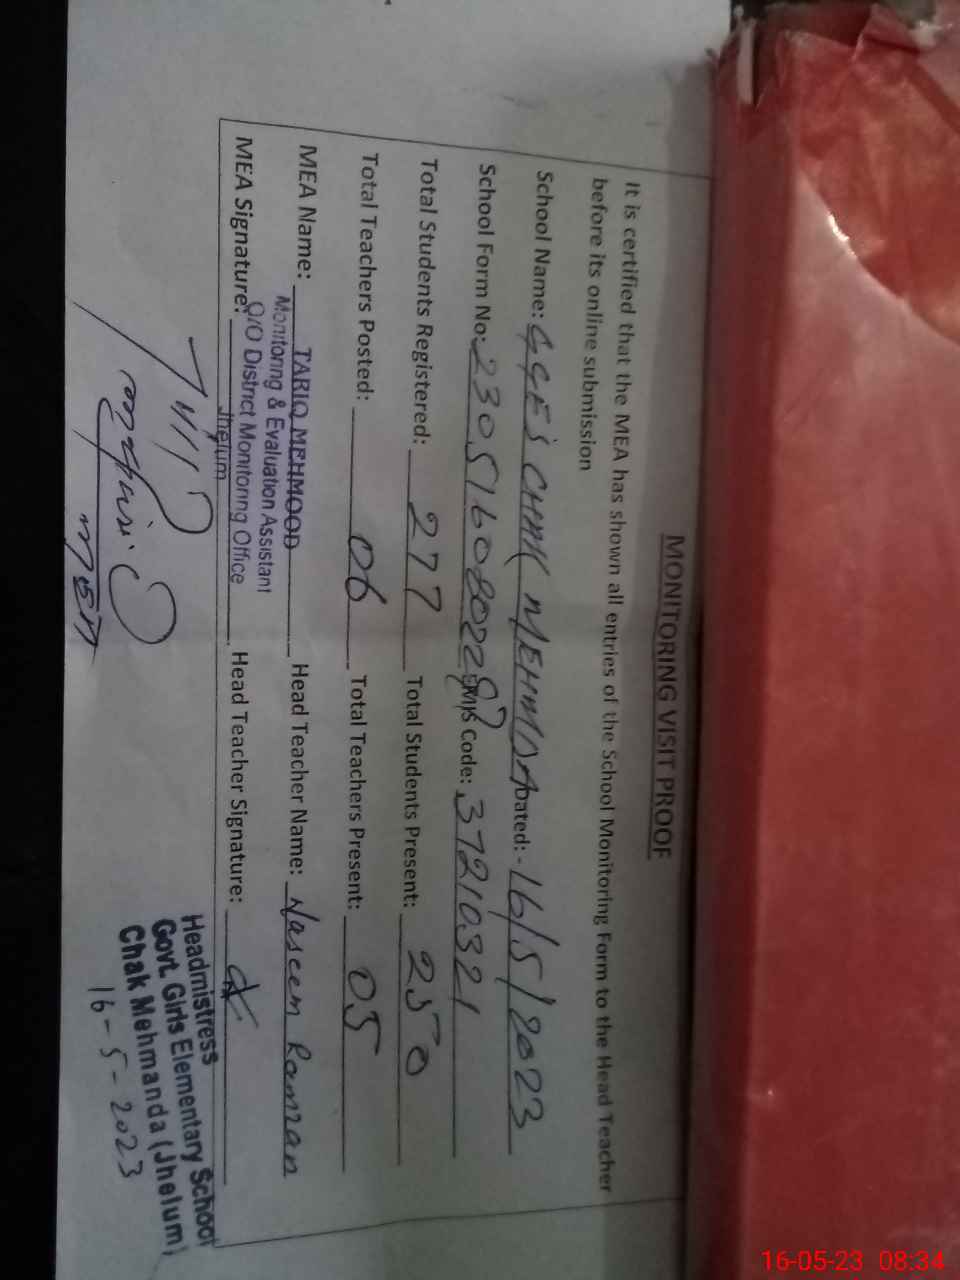 MONITORING VISIT PROOF
It is certified that the MEA has shown all entries of the School Monitoring Form to the Head Teacher
before its online submission
School Name: GGES CHAK MEHMDA Dated: - 16/5/2023
School Form No: 23051608022 EMIS Code: 37210321
Total Students Registered: 277 Total Students Present: 250
Total Teachers Posted: 06 Total Teachers Present: 05
MEA Name: TARIQ MEHMOOD Head Teacher Name: Naseem Ramzan
Monitoring & Evaluation Assistant
MEA Signature: O/O District Monitoring Office Head Teacher Signature:
Jhelum
Headmistress
Govt. Girls Elementary School
Chak Mehmanda (Jhelum)
16-5-2023
16-05-23 08:34